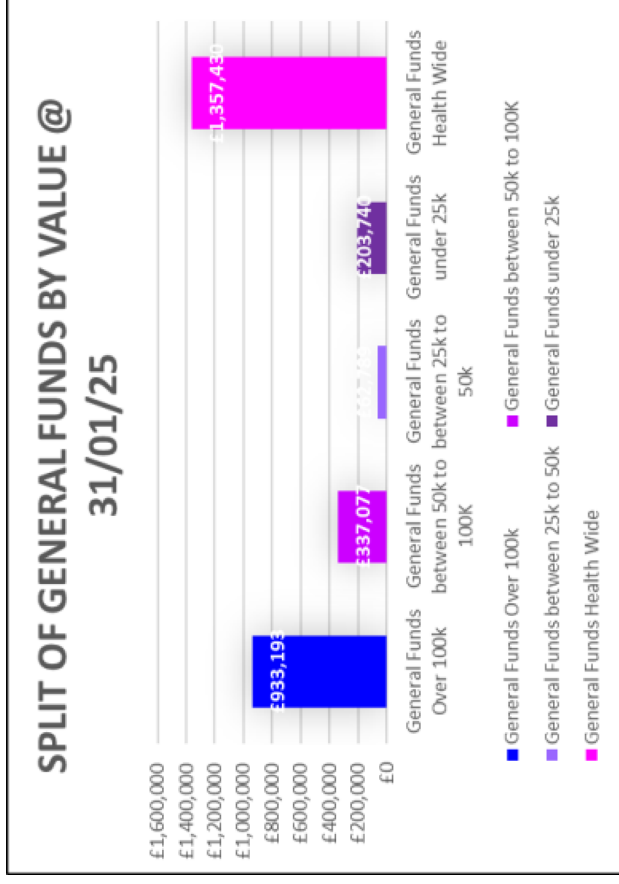 SPLIT OF GENERAL FUNDS BY VALUE @
31/01/25
£1,600,000
£1,400,000
£1,200,000
£1,000,000
£800,000
£600,000
£400,000
£200,000
£0
£933,193
£337,077
£203,740
£1,357,430
General Funds
Over 100k
General Funds
between 50k to
100K
General Funds
between 25k to
50k
General Funds
under 25k
General Funds
Health Wide
General Funds Over 100k
General Funds between 50k to 100K
General Funds between 25k to 50k
General Funds under 25k
General Funds Health Wide